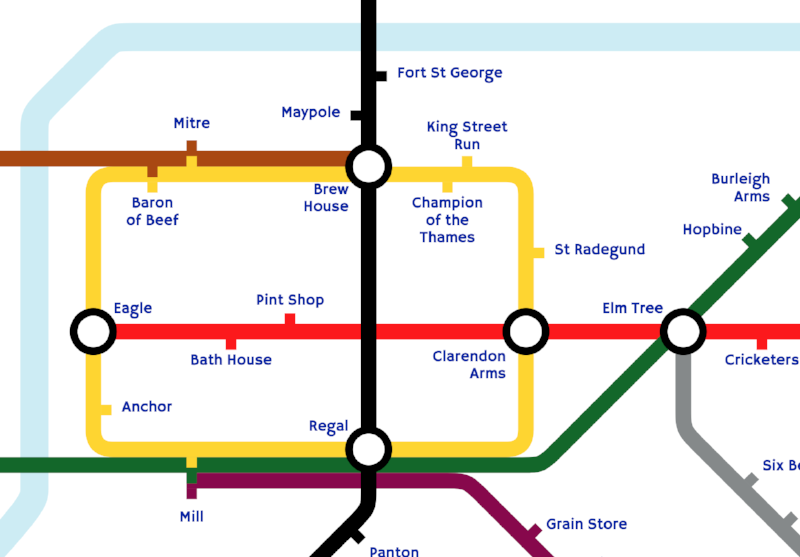 Fort St George
Maypole
Mitre
King Street
Run
Burleigh
Arms
Brew
House
Baron
of Beef
Champion
of the
Thames
Hopbine
St Radegund
Eagle
Pint Shop
Elm Tree
Bath House
Clarendon
Arms
Cricketers
Anchor
Regal
Six Be
Mill
Grain Store
Panton